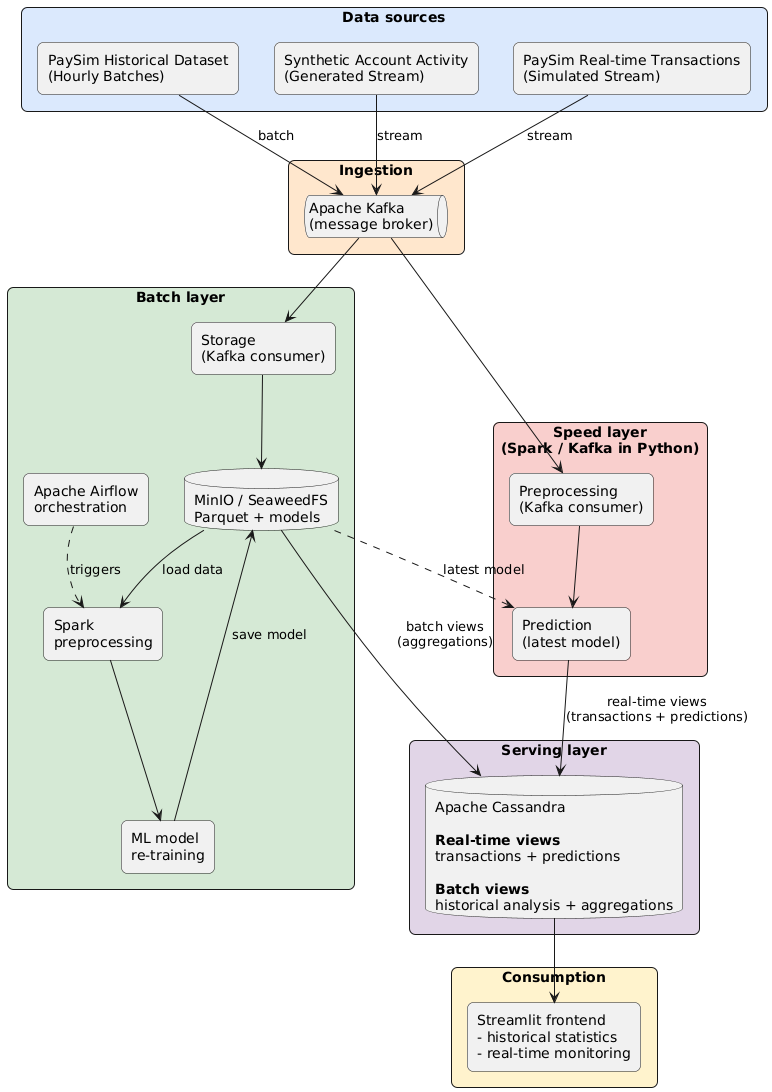 Data sources
PaySim Historical Dataset
(Hourly Batches)
Synthetic Account Activity
(Generated Stream)
PaySim Real-time Transactions
(Simulated Stream)
batch
stream
stream
Ingestion
Apache Kafka
(message broker)
Batch layer
Storage
(Kafka consumer)
Speed layer
(Spark / Kafka in Python)
Apache Airflow
orchestration
MinIO / SeaweedFS
Parquet + models
Preprocessing
(Kafka consumer)
triggers
load data
latest model
Spark
preprocessing
save model
batch views
(aggregations)
Prediction
(latest model)
real-time views
(transactions + predictions)
Serving layer
Apache Cassandra
Real-time views
transactions + predictions
Batch views
historical analysis + aggregations
ML model
re-training
Consumption
Streamlit frontend
- historical statistics
- real-time monitoring